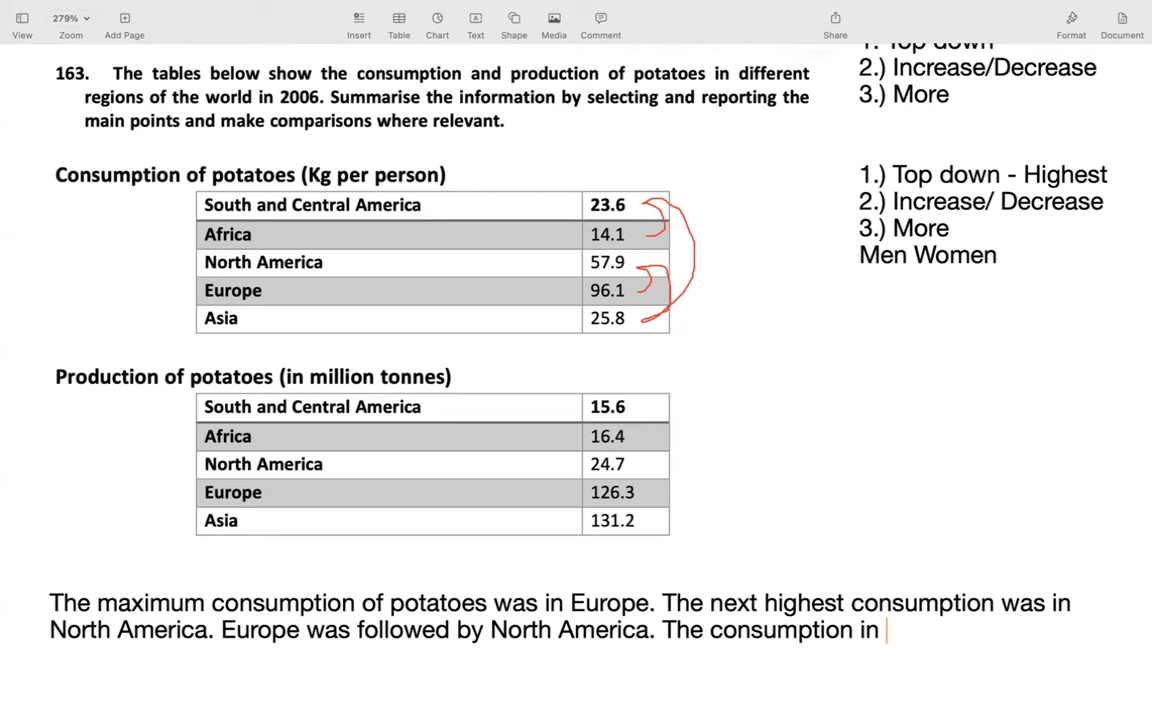 279%
View Zoom Add Page Insert Table Chart Text Shape Media Comment Share Format Document
1. Top down
2.) Increase/Decrease
3.) More
163. The tables below show the consumption and production of potatoes in different
regions of the world in 2006. Summarise the information by selecting and reporting the
main points and make comparisons where relevant.
1.) Top down - Highest
2.) Increase/ Decrease
3.) More
Men Women
Consumption of potatoes (Kg per person)
South and Central America 23.6
Africa 14.1
North America 57.9
Europe 96.1
Asia 25.8
Production of potatoes (in million tonnes)
South and Central America 15.6
Africa 16.4
North America 24.7
Europe 126.3
Asia 131.2
The maximum consumption of potatoes was in Europe. The next highest consumption was in
North America. Europe was followed by North America. The consumption in